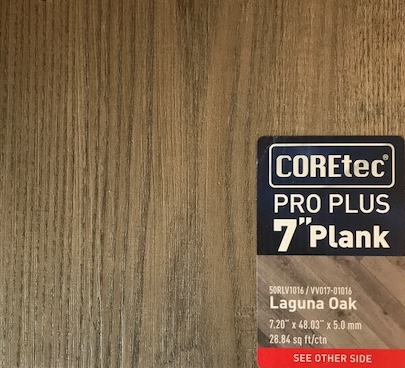 COREtec®
PRO PLUS
7" Plank
50RLV1016 / VV017-01016
Laguna Oak
7.20" x 48.03" x 5.0 mm
28.84 sq ft/ctn
SEE OTHER SIDE